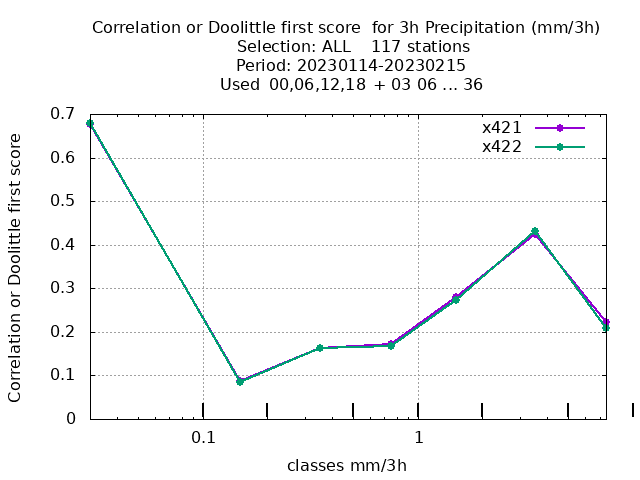 Correlation or Doolittle first score  for 3h Precipitation (mm/3h)
Selection: ALL    117 stations
Period: 20230114-20230215
Used  00,06,12,18  + 03 06 ... 36
0.7
0.6
0.5
0.4
0.3
0.2
0.1
0
Correlation or Doolittle first score
x421
x422
0.1
1
classes mm/3h